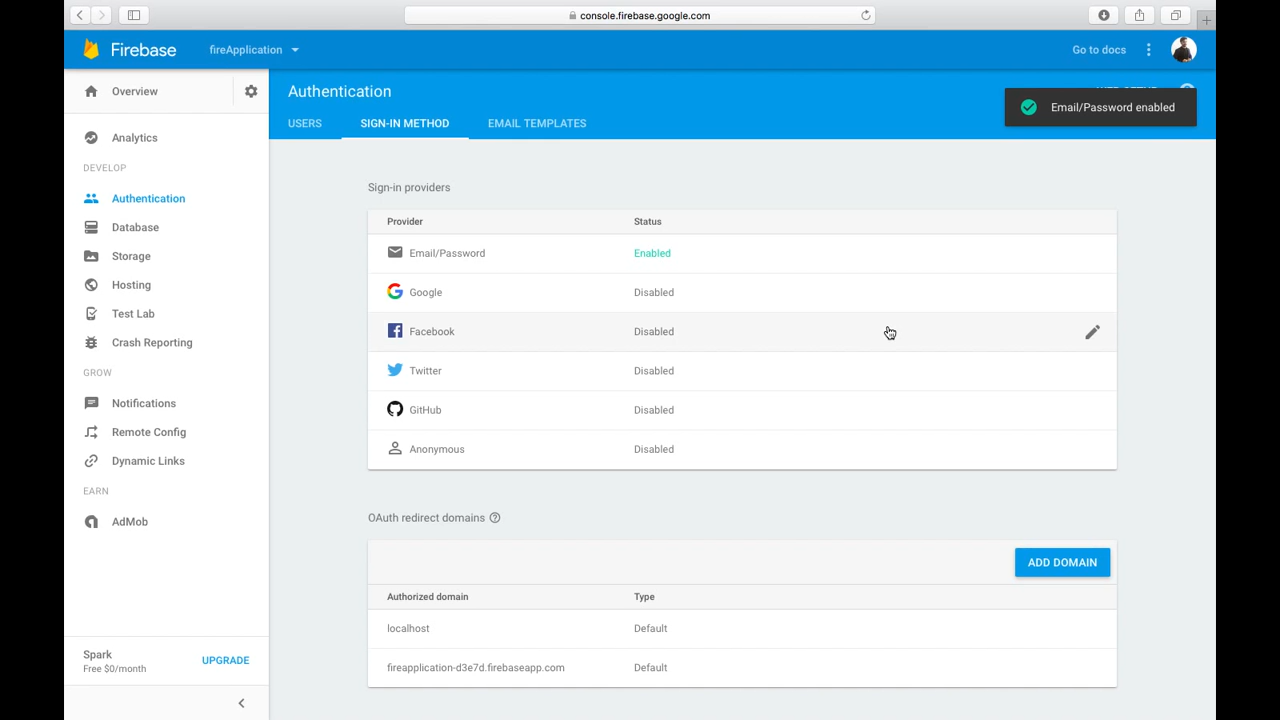 console.firebase.google.com
Firebase
fireApplication
Go to docs
Overview
Authentication
Email/Password enabled
USERS
SIGN-IN METHOD
EMAIL TEMPLATES
Analytics
DEVELOP
Authentication
Database
Storage
Hosting
Test Lab
Crash Reporting
GROW
Notifications
Remote Config
Dynamic Links
EARN
AdMob
Spark
Free $0/month
UPGRADE
Sign-in providers
Provider Status
Email/Password Enabled
Google Disabled
Facebook Disabled
Twitter Disabled
GitHub Disabled
Anonymous Disabled
OAuth redirect domains
ADD DOMAIN
Authorized domain Type
localhost Default
fireapplication-d3e7d.firebaseapp.com Default